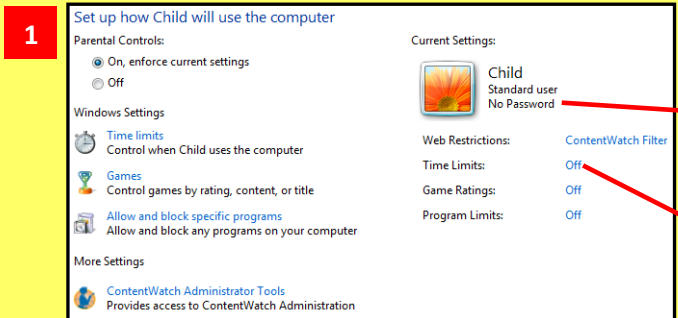 1
Set up how Child will use the computer
Parental Controls:
On, enforce current settings
Off
Windows Settings
Time limits
Control when Child uses the computer
Games
Control games by rating, content, or title
Allow and block specific programs
Allow and block any programs on your computer
More Settings
ContentWatch Administrator Tools
Provides access to ContentWatch Administration
Current Settings:
Child
Standard user
No Password
Web Restrictions: ContentWatch Filter
Time Limits: Off
Game Ratings: Off
Program Limits: Off